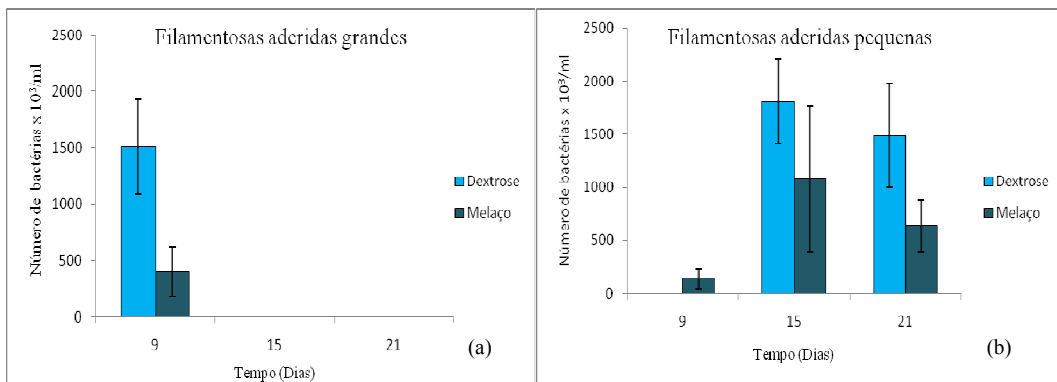 Filamentosas aderidas grandes
Número de bactérias x 10³/ml
2500
2000
1500
1000
500
0
9
15
21
Tempo (Dias)
Dextrose
Melaço
(a)
Filamentosas aderidas pequenas
Número de bactérias x 10³/ml
2500
2000
1500
1000
500
0
9
15
21
Tempo (Dias)
Dextrose
Melaço
(b)